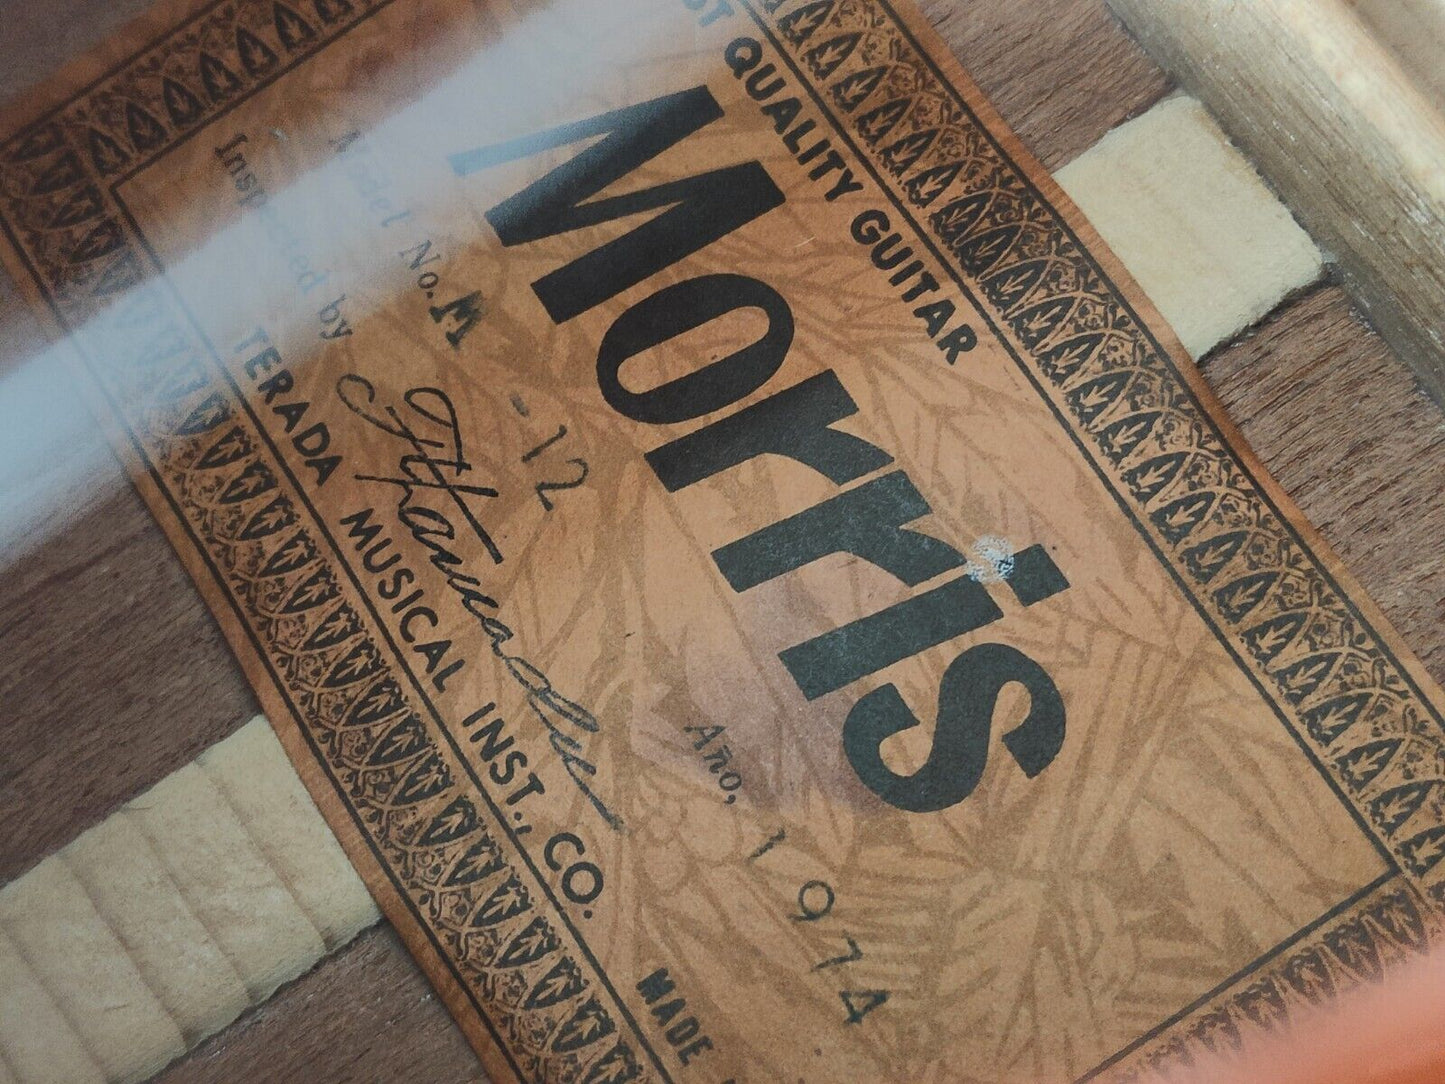 QUALITY GUITAR
Morris
Model No. M-12
Año, 1974
Inspected by
TERADA MUSICAL INST., CO.
MADE